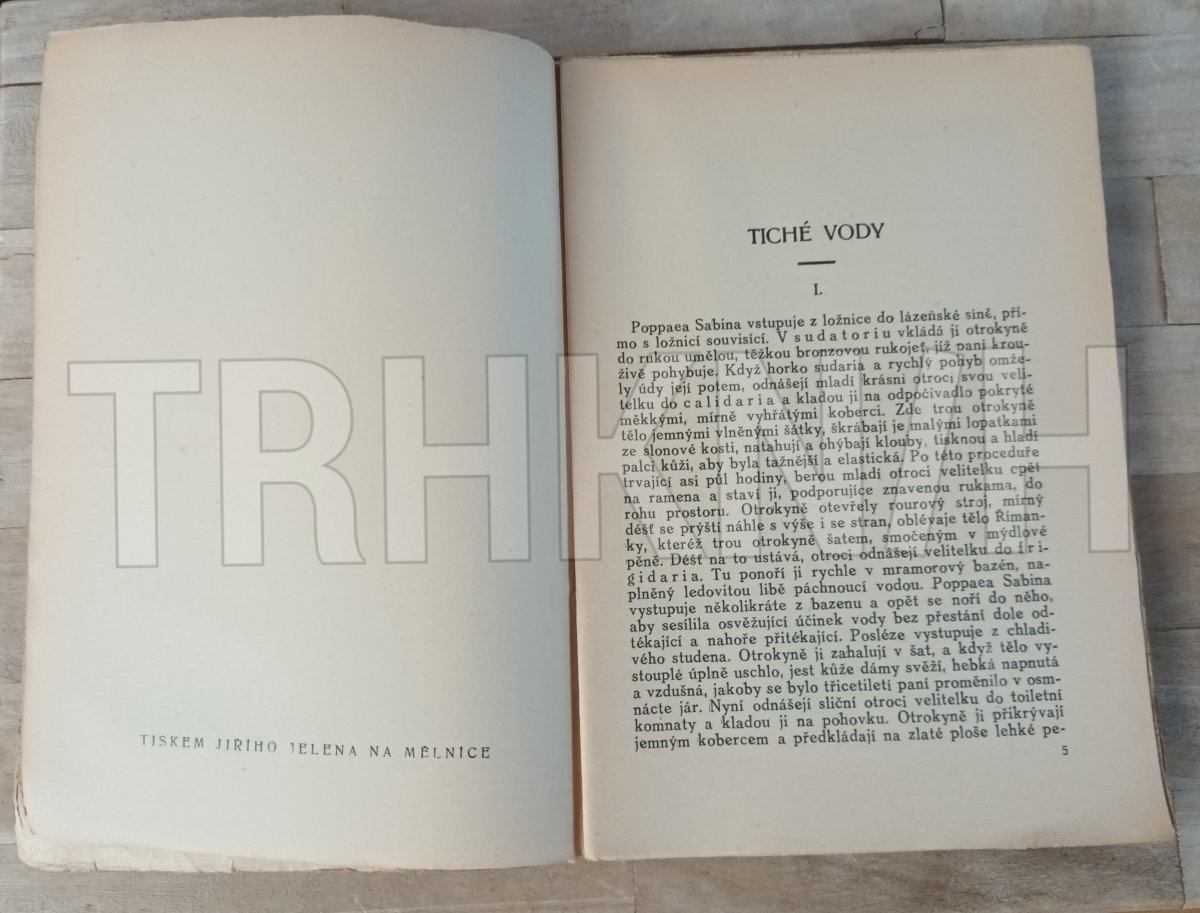 TISKEM JIŘÍHO JELENA NA MĚLNÍCE
TICHÉ VODY
I.
Poppaea Sabina vstupuje z ložnice do lázeňské síně, pří-
mo s ložnicí souvisící. V sudatoriu vkládá ji otrokyně
do rukou umělou, těžkou bronzovou rukojeť, jíž paní krou-
živě pohybuje. Když horko sudaria a rychlý pohyb omže-
ly údy její potem, odnášejí mladí krásní otroci svou veli-
telku do calidaria a kladou ji na odpočívadlo pokryté
měkkými, mírně vyhřátými koberci. Zde trou otrokyně
tělo jemnými vlněnými šátky, škrábají je malými lopatkami
ze slonové kosti, natahují a ohýbají klouby, tisknou a hladí
palci kůži, aby byla tažnější a elastická. Po této proceduře
trvající asi půl hodiny, berou mladí otroci velitelku opět
na ramena a staví ji, podporujíce znavenou rukama, do
rohu prostoru. Otrokyně otevřely rourový stroj, mírný
déšť se prýští náhle s výše i se stran, oblévaje tělo Říman-
ky, kteréž trou otrokyně šatem, smočeným v mýdlové
pěně. Déšť na to ustává, otroci odnášejí velitelku do fri-
gidaria. Tu ponoří ji rychle v mramorový bazén, na-
plněný ledovitou libě páchnoucí vodou. Poppaea Sabina
vystupuje několikráte z bazenu a opět se noří do něho,
aby sesílila osvěžující účinek vody bez přestání dole od-
tékající a nahoře přitékající. Posléze vystupuje z chladi-
vého studena. Otrokyně ji zahalují v šat, a když tělo vy-
stouplé úplně uschlo, jest kůže dámy svěží, hebká napnutá
a vzdušná, jakoby se bylo třicetiletí paní proměnilo v osm-
nácte jár. Nyní odnášejí sliční otroci velitelku do toiletní
komnaty a kladou ji na pohovku. Otrokyně ji přikrývají
jemným kobercem a předkládají na zlaté ploše lehké pe-
5
TRHKNIH